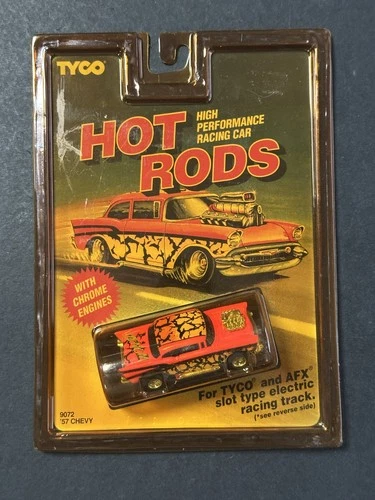 TYCO®
HOT
RODS
HIGH
PERFORMANCE
RACING CAR
WITH
CHROME
ENGINES
For TYCO® and AFX®
slot type electric
racing track.
(*see reverse side)
9072
'57 CHEVY